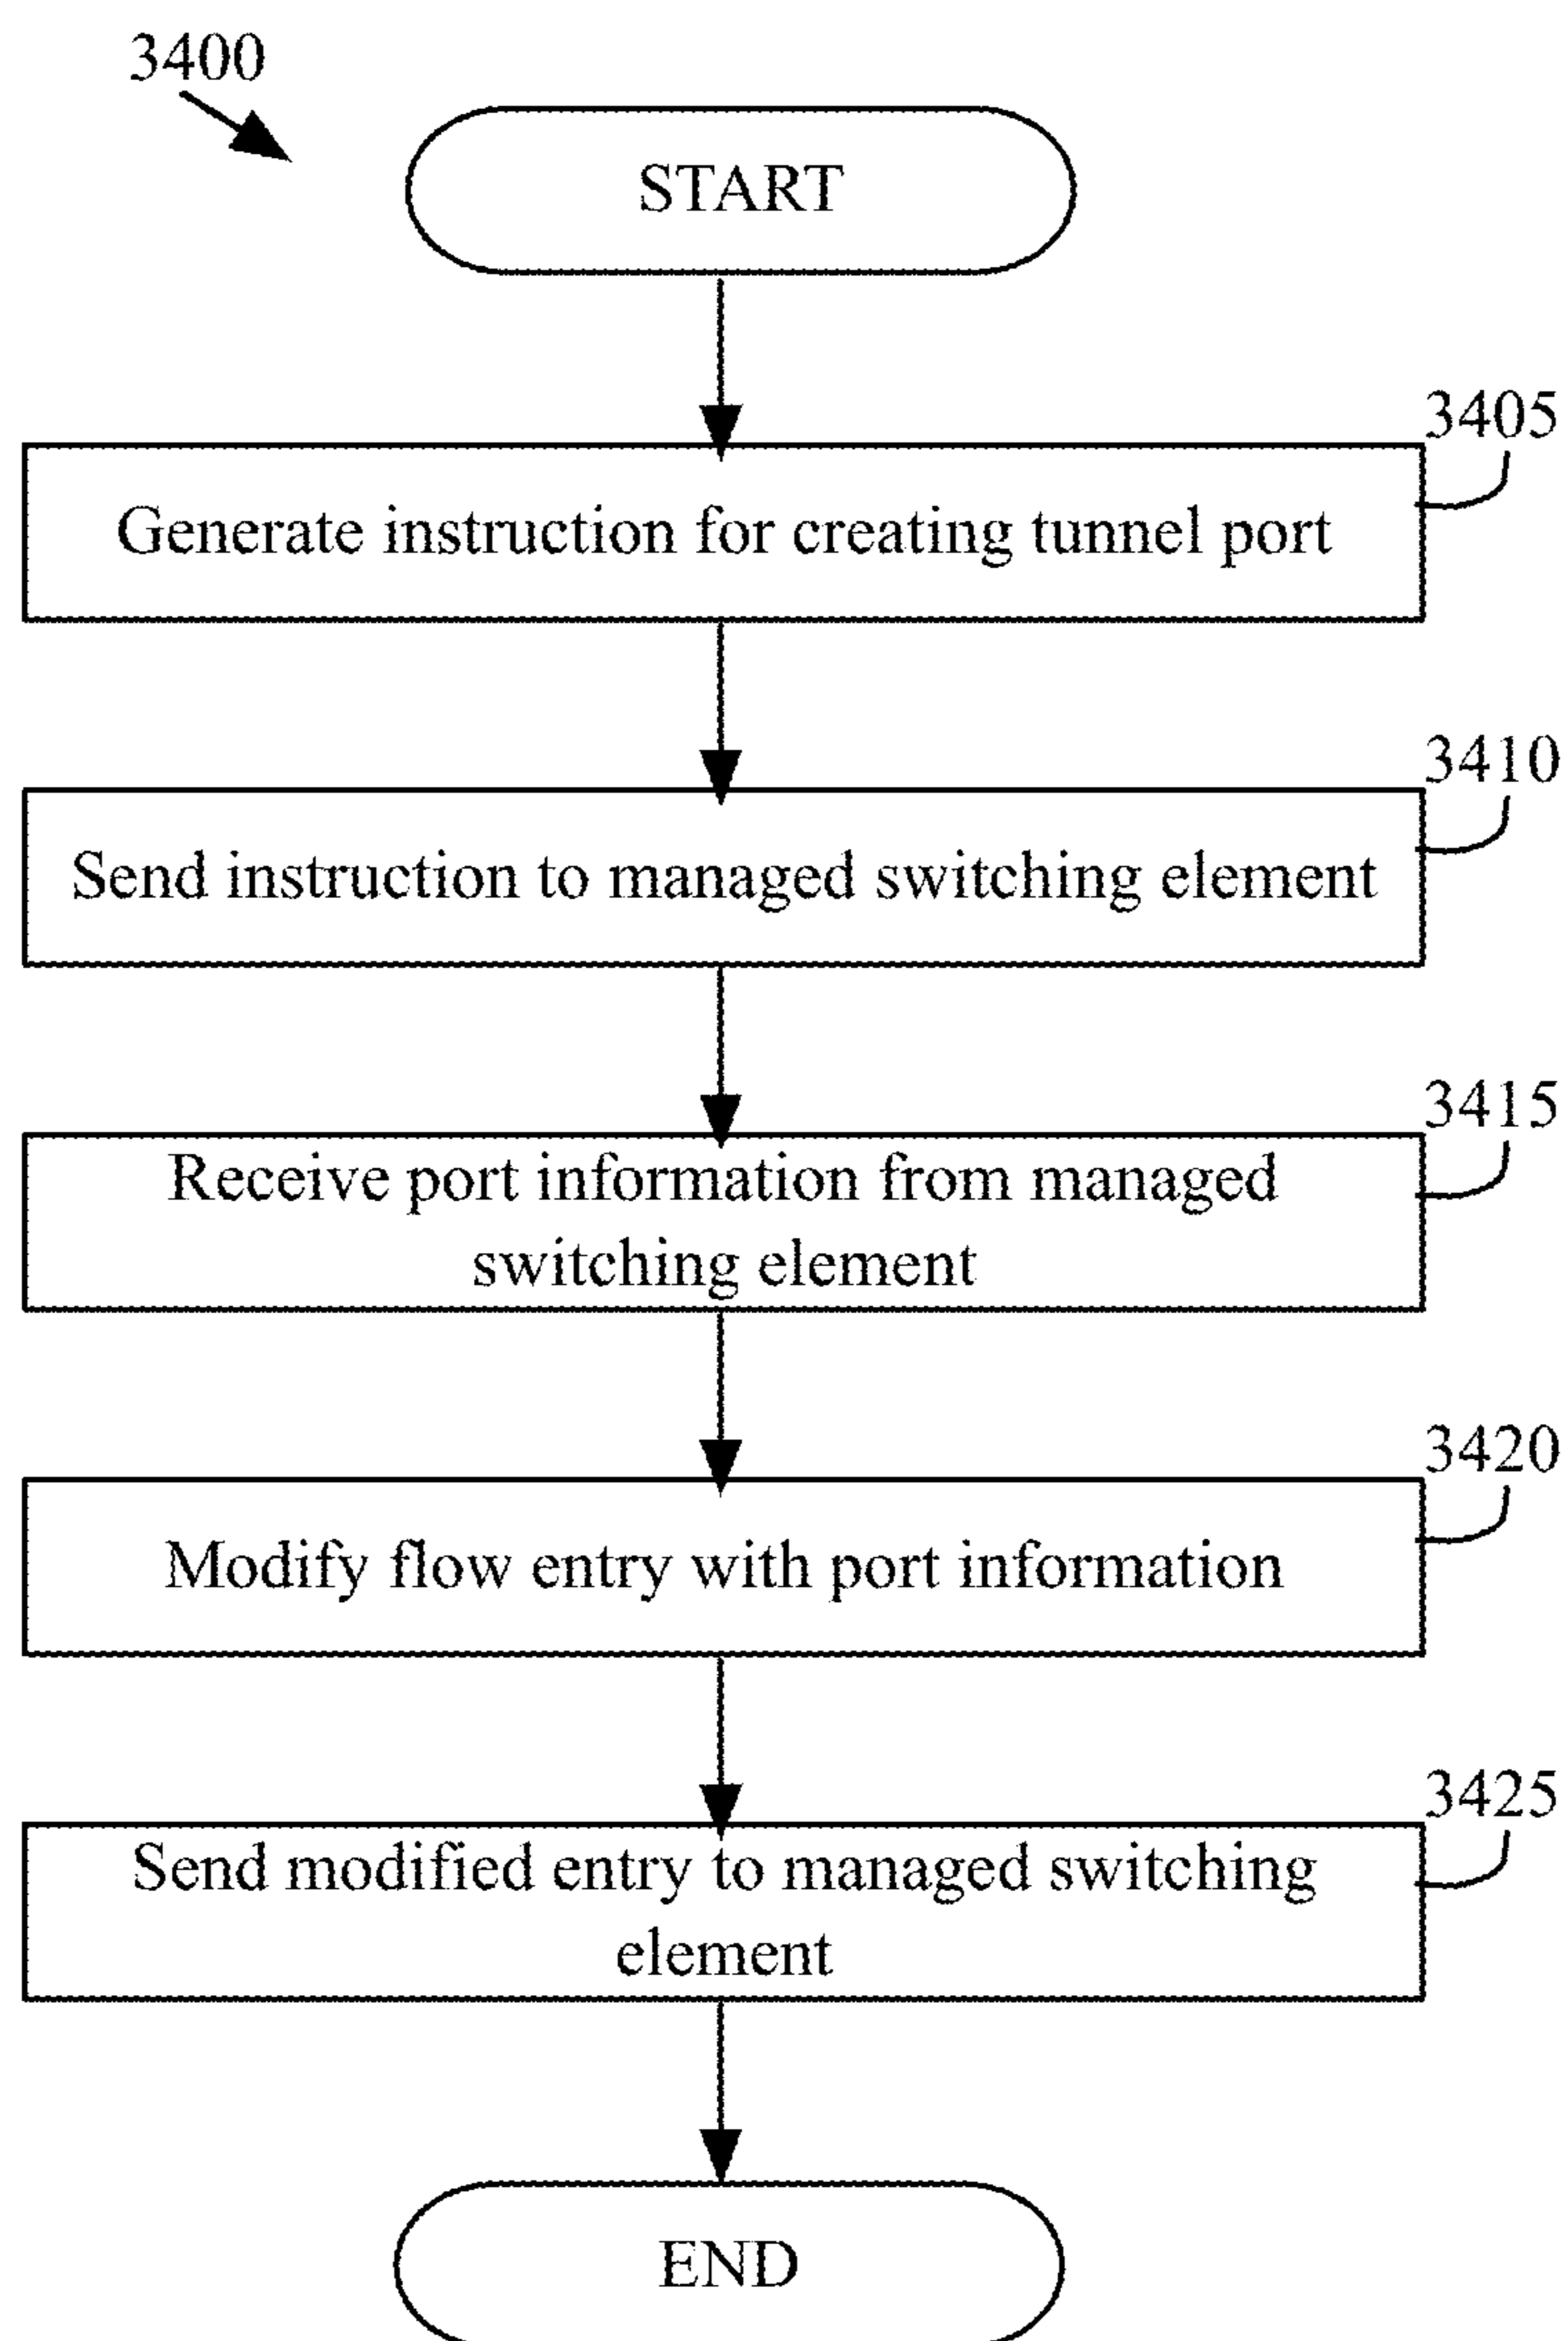 3400
START
3405
Generate instruction for creating tunnel port
3410
Send instruction to managed switching element
3415
Receive port information from managed
switching element
3420
Modify flow entry with port information
3425
Send modified entry to managed switching
element
END